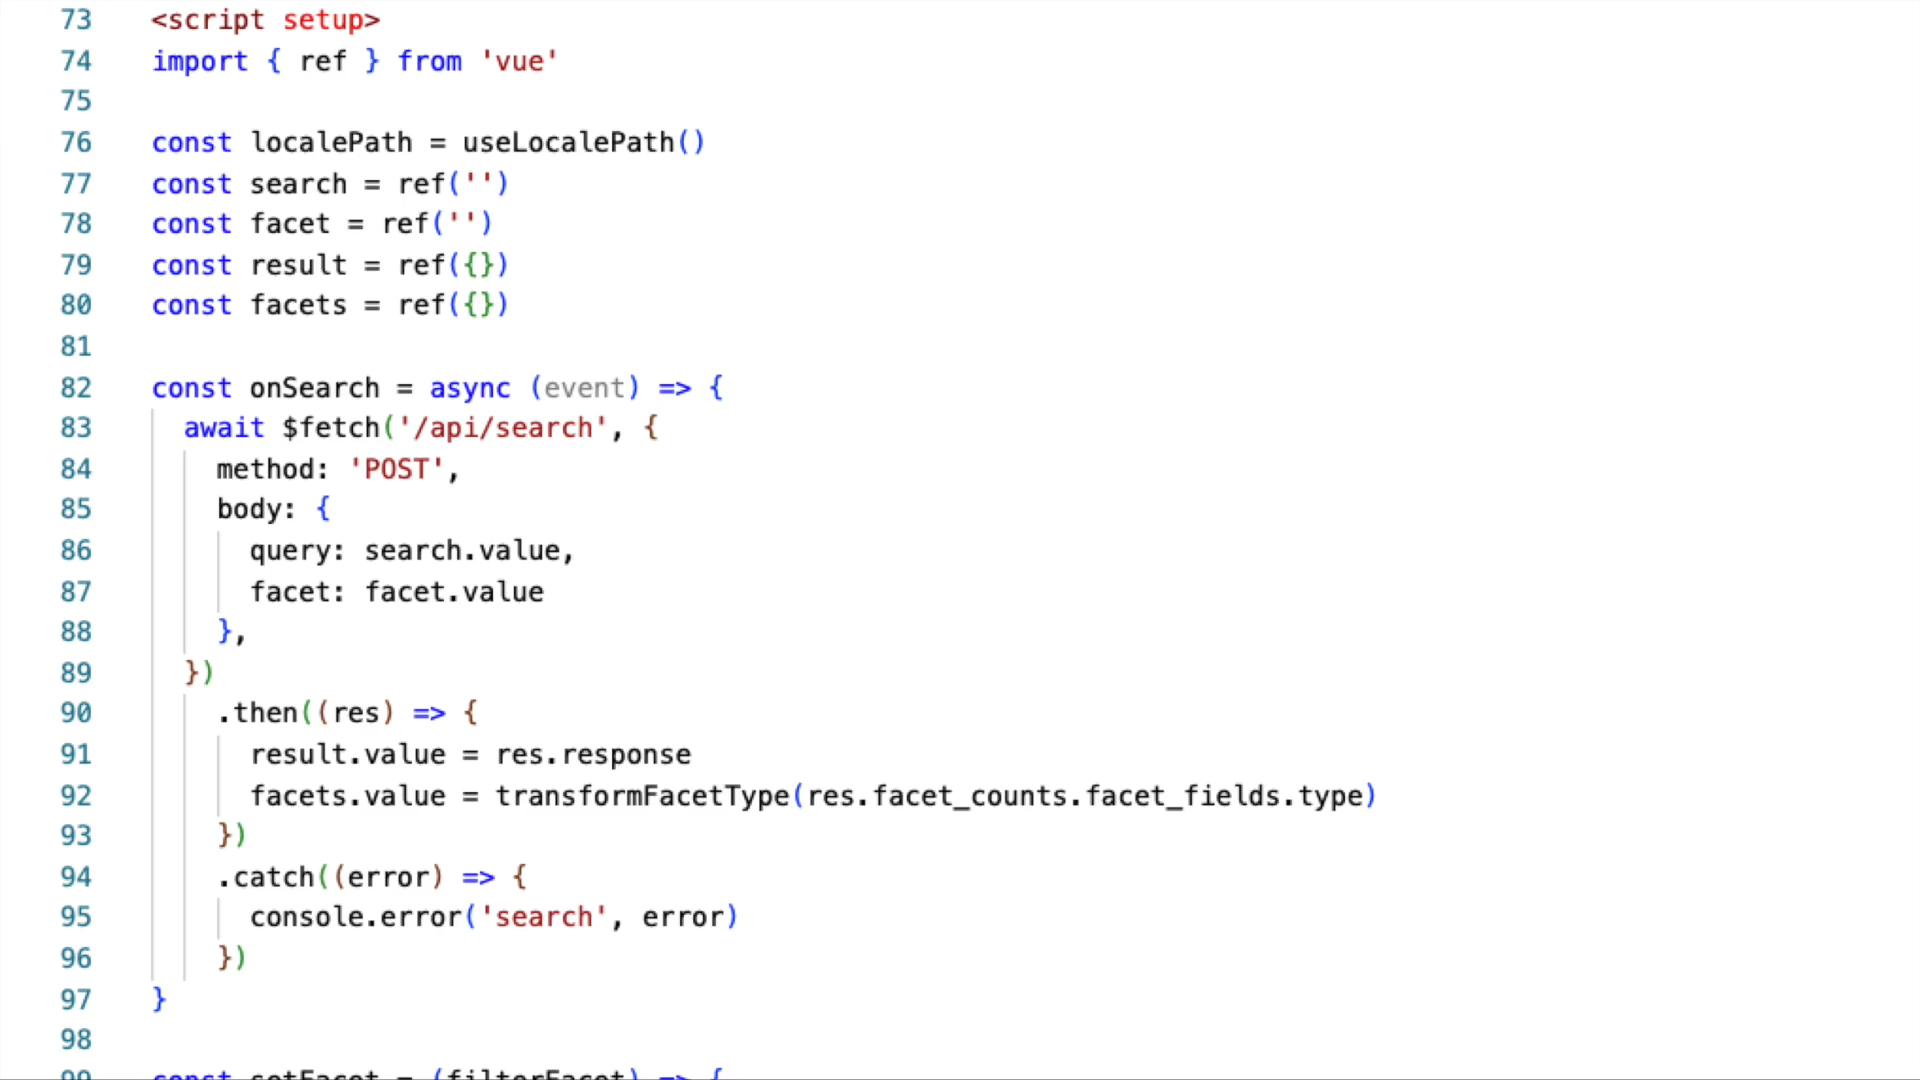 73 <script setup>
74 import { ref } from 'vue'
75
76 const localePath = useLocalePath()
77 const search = ref('')
78 const facet = ref('')
79 const result = ref({})
80 const facets = ref({})
81
82 const onSearch = async (event) => {
83 await $fetch('/api/search', {
84 method: 'POST',
85 body: {
86 query: search.value,
87 facet: facet.value
88 },
89 })
90 .then((res) => {
91 result.value = res.response
92 facets.value = transformFacetType(res.facet_counts.facet_fields.type)
93 })
94 .catch((error) => {
95 console.error('search', error)
96 })
97 }
98
99 const setFacet = (filterFacet) => {